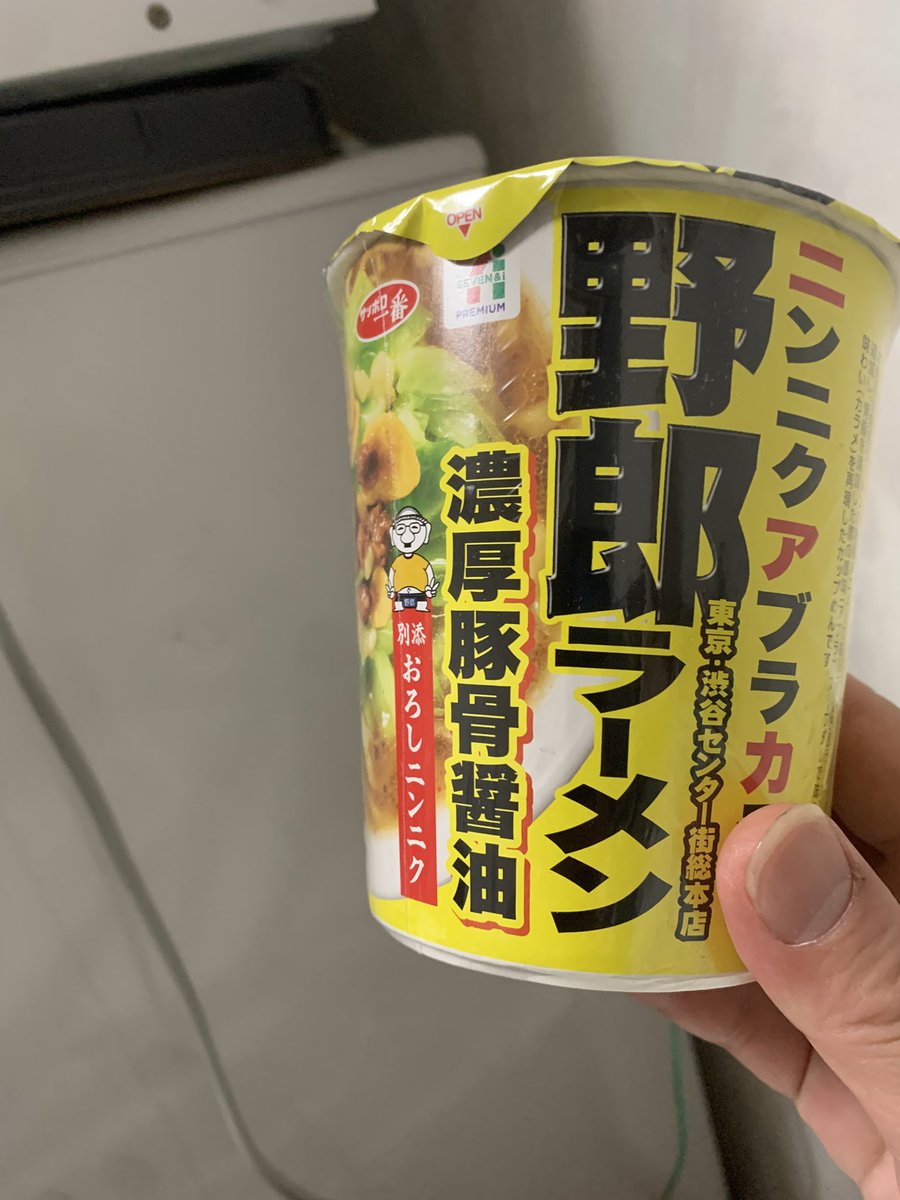 OPEN
SEVEN&i
PREMIUM
サッポロ一番
ニンニクアブラカ
野郎ラーメン
東京・渋谷センター街総本店
濃厚豚骨醤油
別添
おろしニンニク